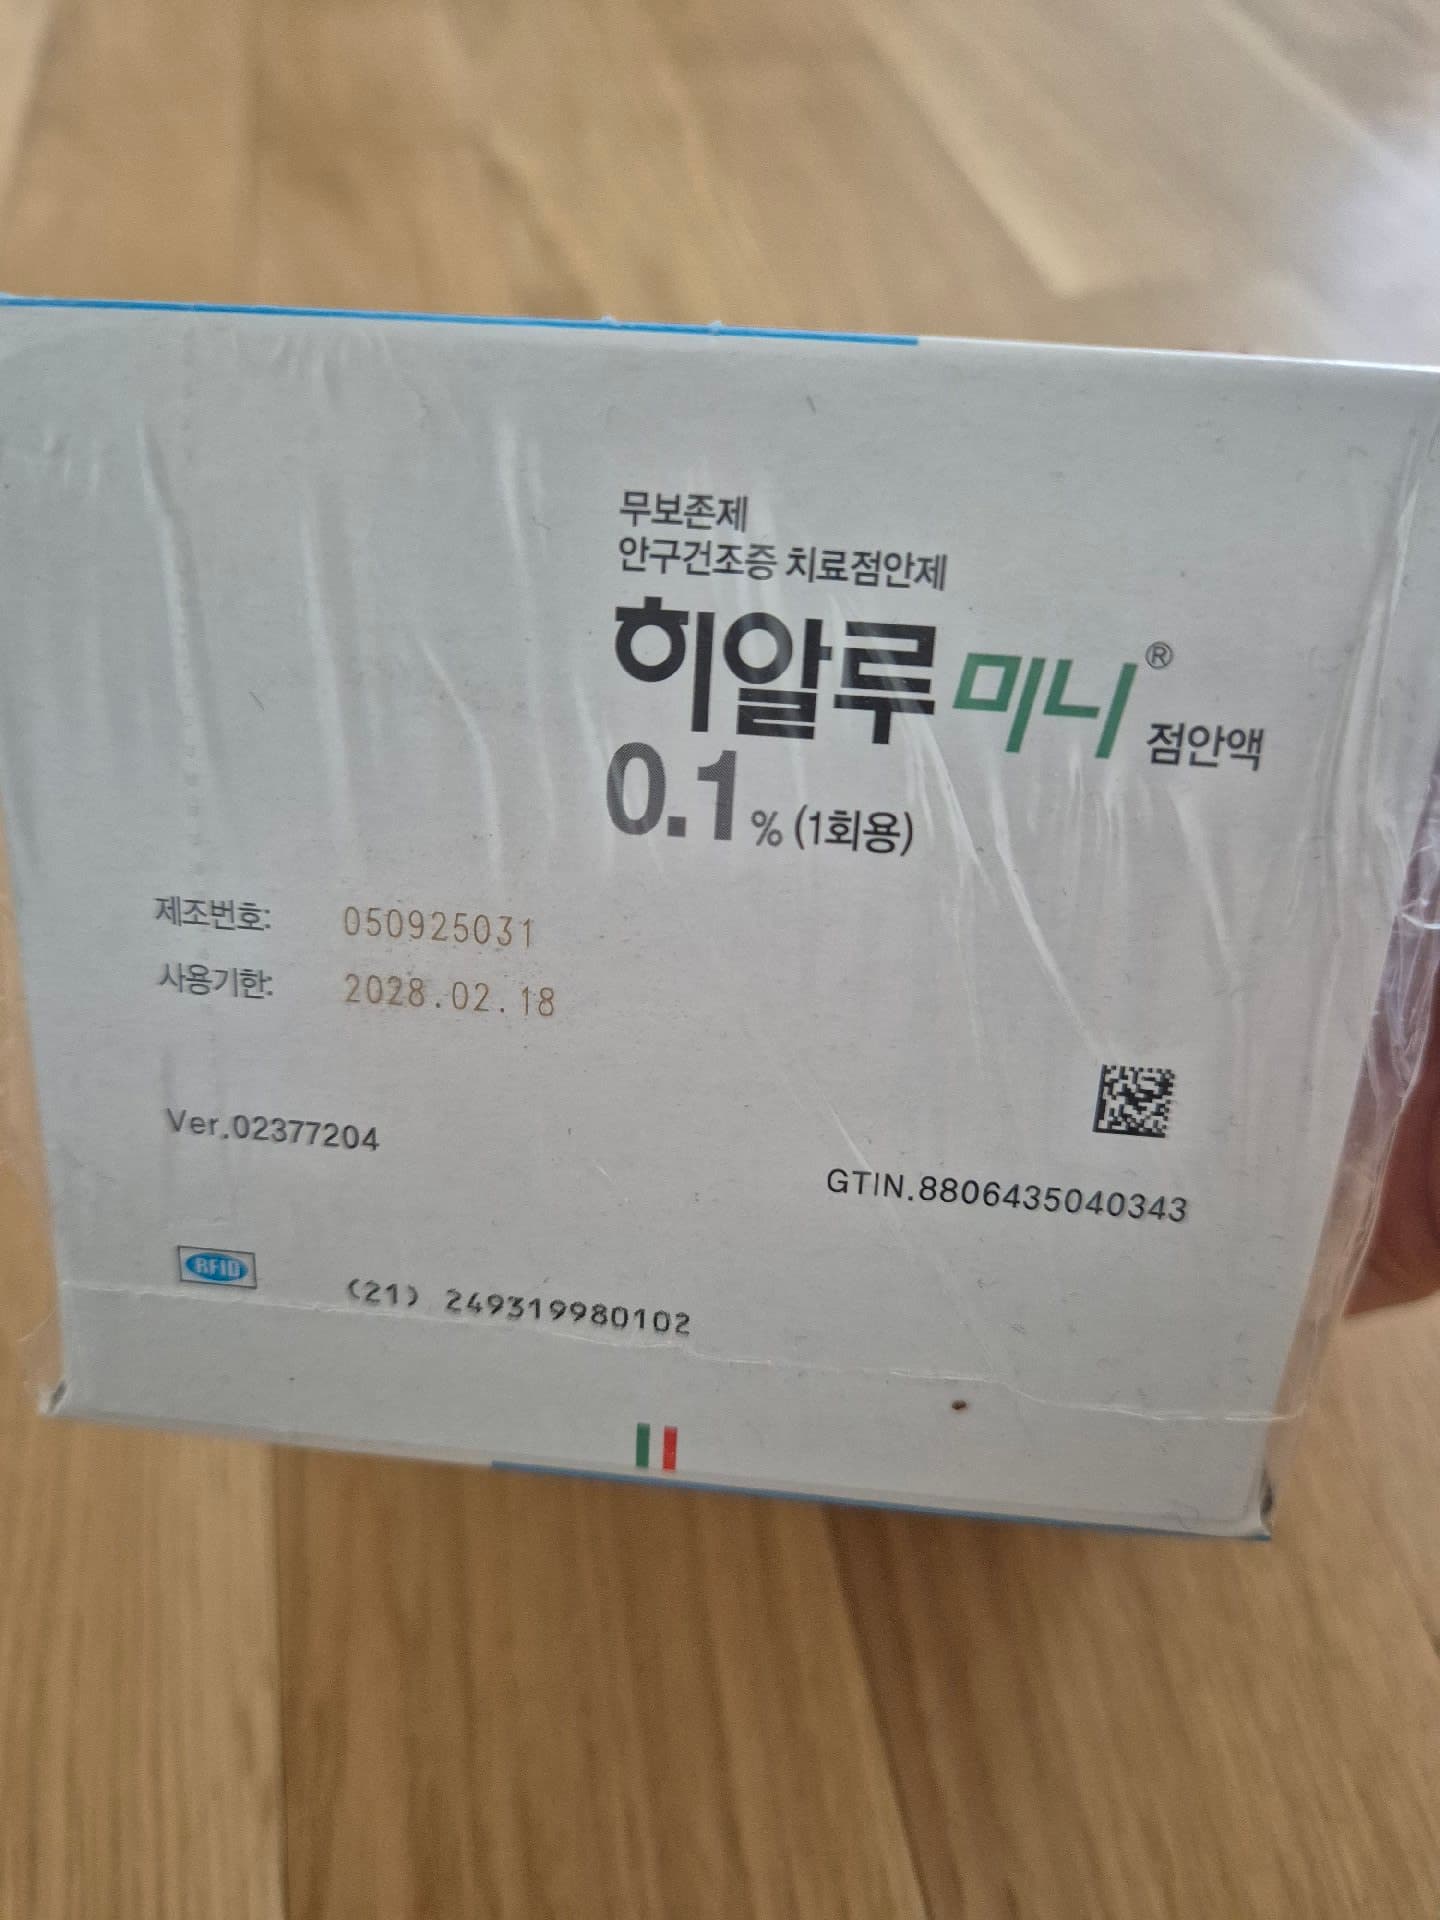 무보존제
안구건조증 치료점안제
히알루미니® 점안액
0.1% (1회용)
제조번호: 050925031
사용기한: 2028.02.18
Ver.02377204
GTIN.8806435040343
RFID
(21) 249319980102